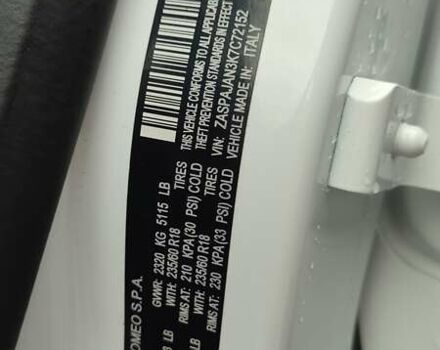 OMEO S.P.A.
GVWR: 2320 KG 5115 LB
WITH: 235/60 R18 TIRES
RIMS AT: 210 KPA(30 PSI) COLD
LB
WITH: 235/60 R18 TIRES
RIMS AT: 230 KPA(33 PSI) COLD
LB
THIS VEHICLE CONFORMS TO
THEFT PREVENTION STANDARDS IN EFFECT
VIN: ZASPAJAN3K7C72152
VEHICLE MADE IN: ITALY